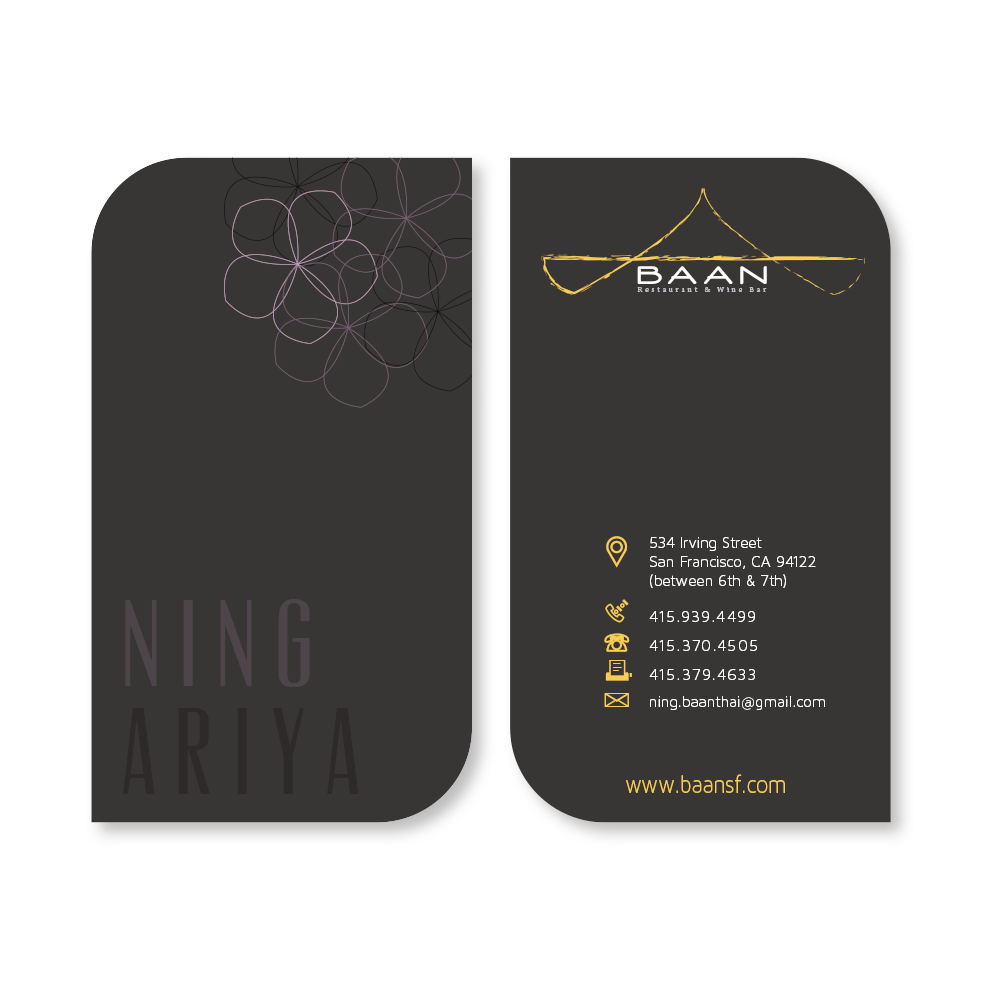 NING
ARIYA
BAAN
Restaurant & Wine Bar
534 Irving Street
San Francisco, CA 94122
(between 6th & 7th)
415.939.4499
415.370.4505
415.379.4633
ning.baanthai@gmail.com
www.baansf.com